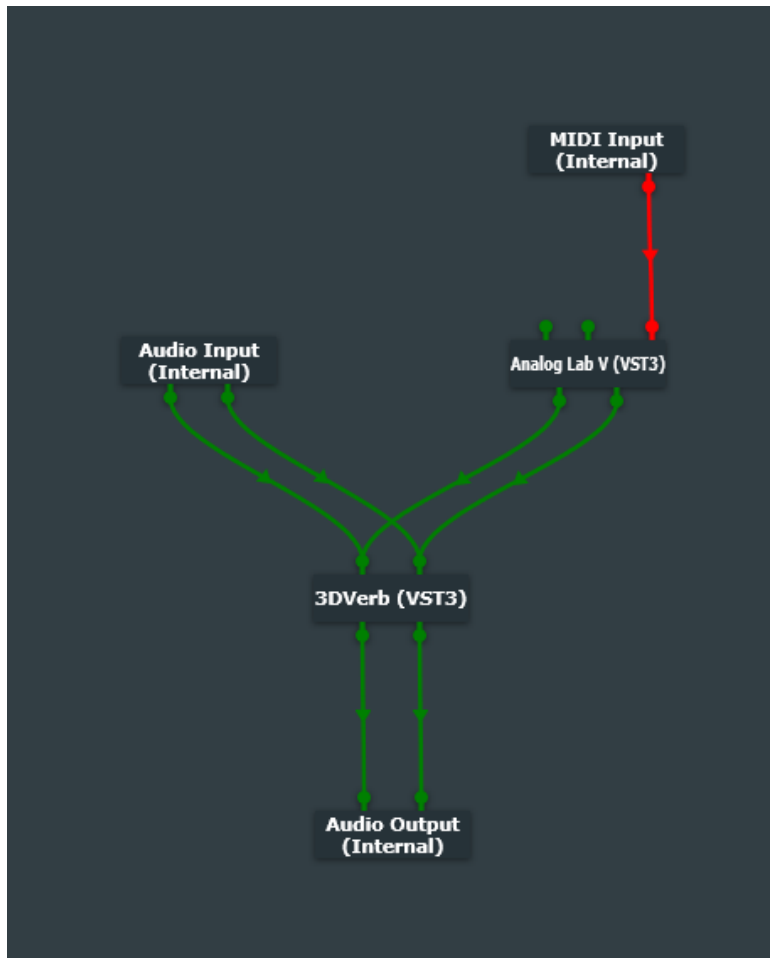 MIDI Input
(Internal)
Audio Input
(Internal)
Analog Lab V (VST3)
3DVerb (VST3)
Audio Output
(Internal)